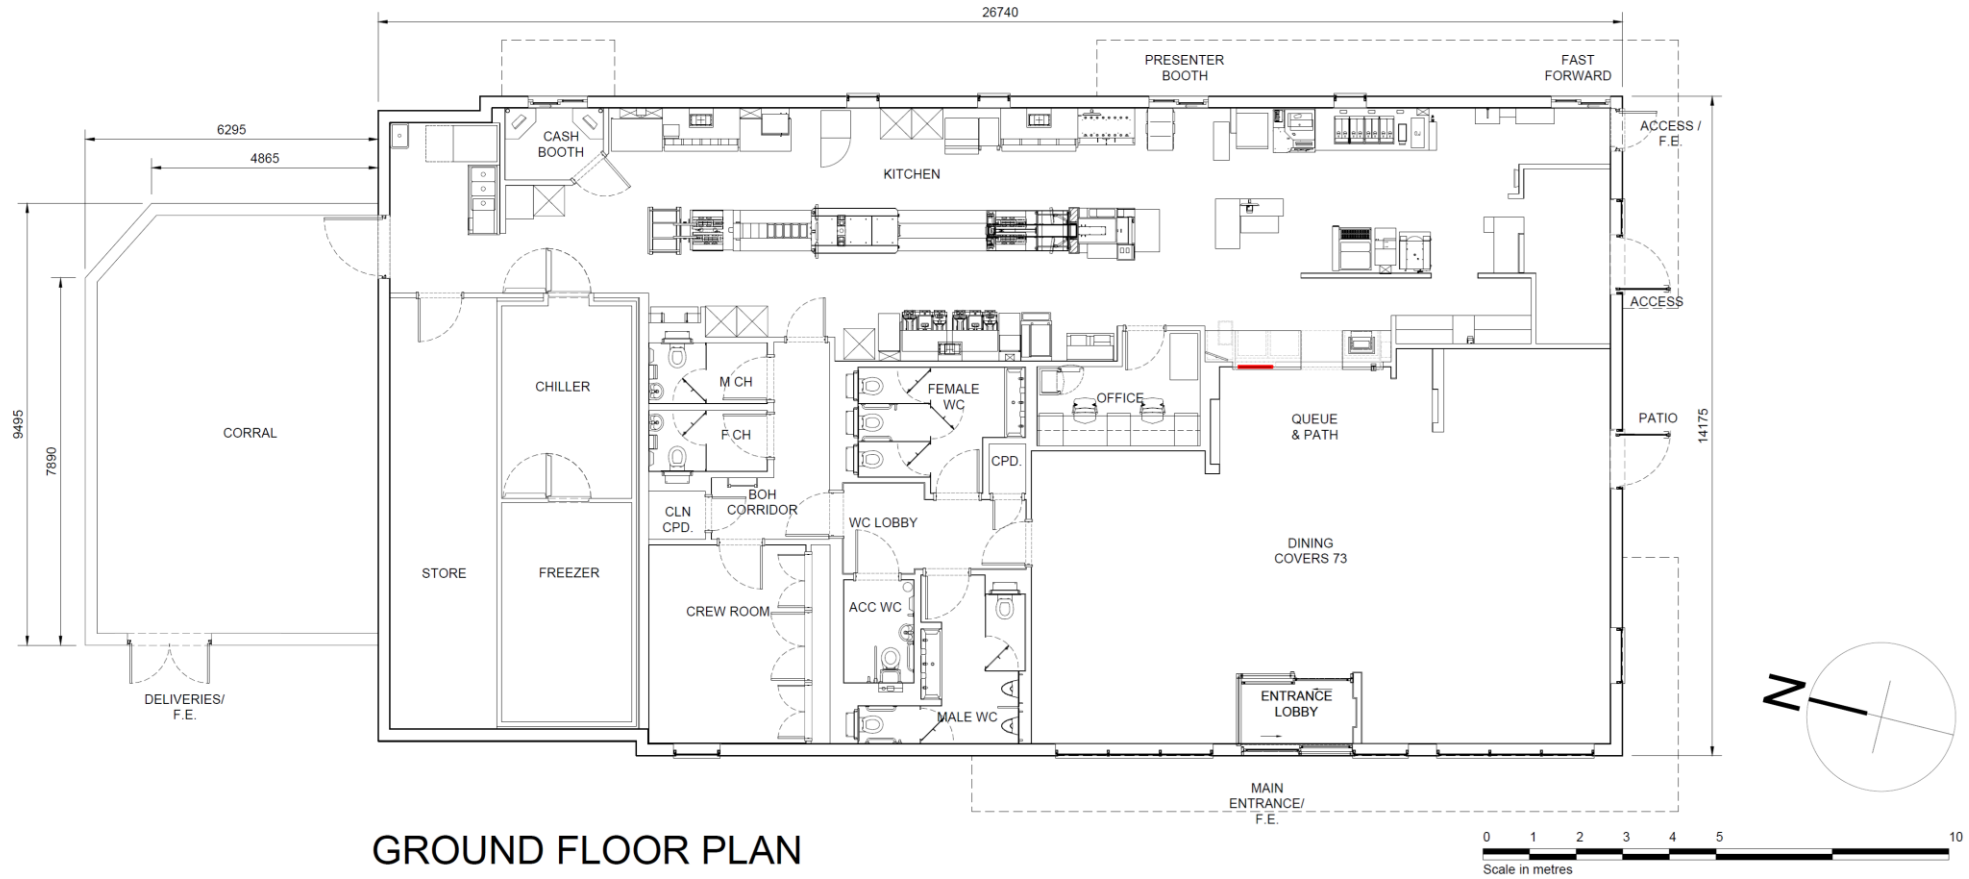 26740
PRESENTER
BOOTH
FAST
FORWARD
6295
CASH
BOOTH
ACCESS /
F.E.
4865
KITCHEN
ACCESS
M CH
CHILLER
FEMALE
WC
OFFICE
QUEUE
& PATH
PATIO
14175
9495
7890
CORRAL
F CH
CPD.
BOH
CORRIDOR
CLN
CPD.
WC LOBBY
DINING
COVERS 73
STORE
FREEZER
CREW ROOM
ACC WC
DELIVERIES/
F.E.
ENTRANCE
LOBBY
MALE WC
N
MAIN
ENTRANCE/
F.E.
GROUND FLOOR PLAN
0 1 2 3 4 5 10
Scale in metres